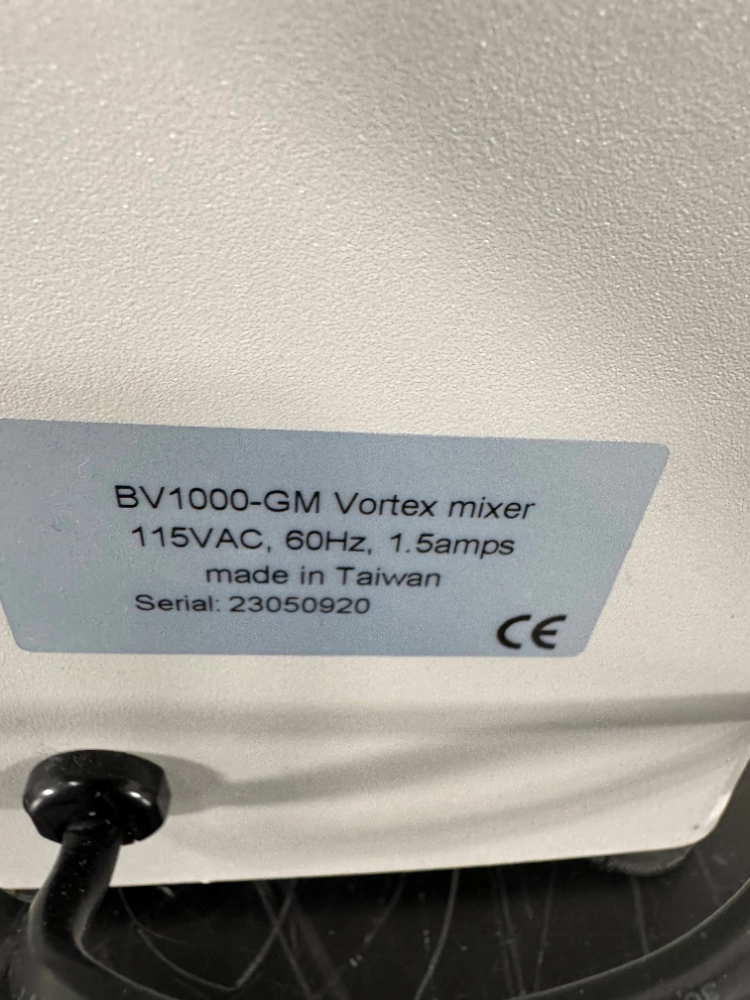 BV1000-GM Vortex mixer
115VAC, 60Hz, 1.5amps
made in Taiwan
Serial: 23050920
CE